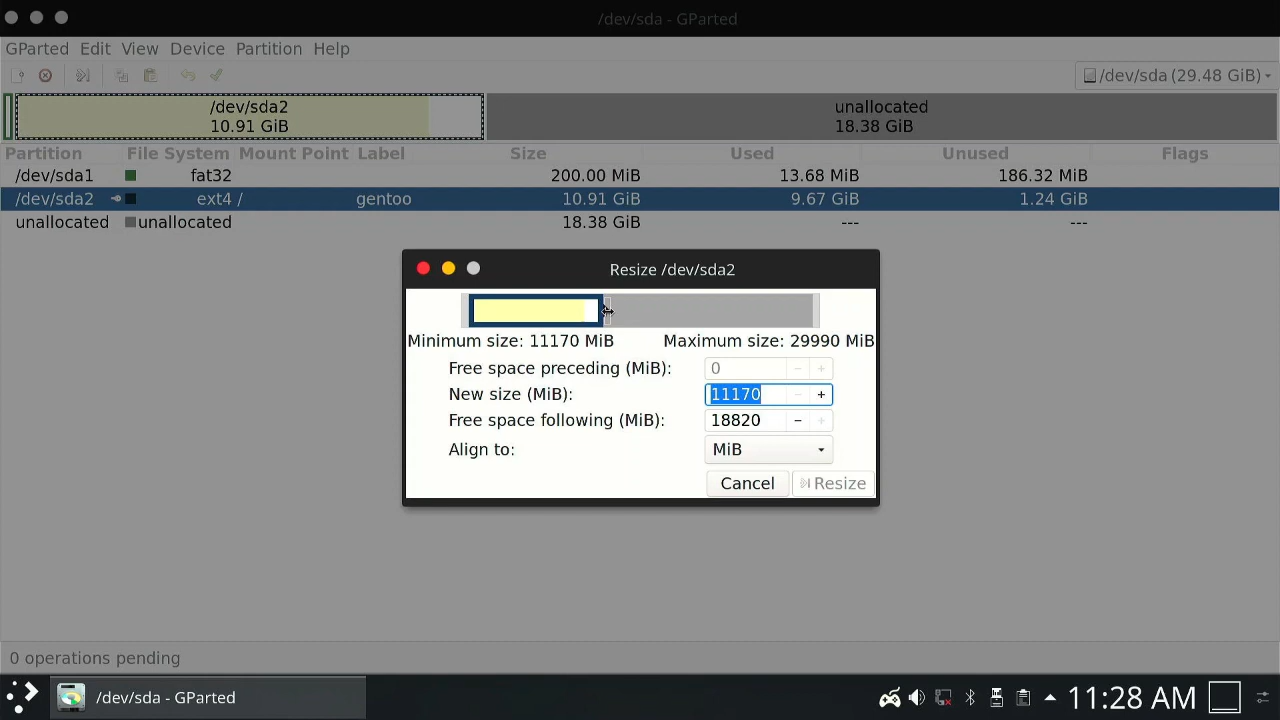 /dev/sda - GParted
GParted Edit View Device Partition Help
/dev/sda (29.48 GiB)
/dev/sda2 unallocated
10.91 GiB 18.38 GiB
Partition File System Mount Point Label Size Used Unused Flags
/dev/sda1 fat32 200.00 MiB 13.68 MiB 186.32 MiB
/dev/sda2 ext4 / gentoo 10.91 GiB 9.67 GiB 1.24 GiB
unallocated unallocated 18.38 GiB --- ---
Resize /dev/sda2
Minimum size: 11170 MiB Maximum size: 29990 MiB
Free space preceding (MiB): 0
New size (MiB): 11170
Free space following (MiB): 18820
Align to: MiB
Cancel Resize
0 operations pending
/dev/sda - GParted 11:28 AM